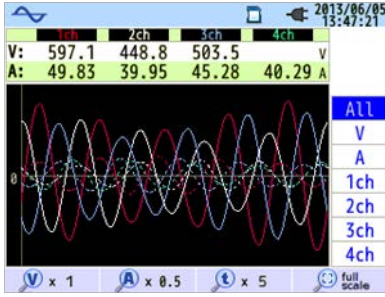 2013/06/05
13:47:21
1ch 2ch 3ch 4ch
V: 597.1 448.8 503.5 V
A: 49.83 39.95 45.28 40.29 A
0
All
V
A
1ch
2ch
3ch
4ch
V x 1 A x 0.5 t x 5 full scale